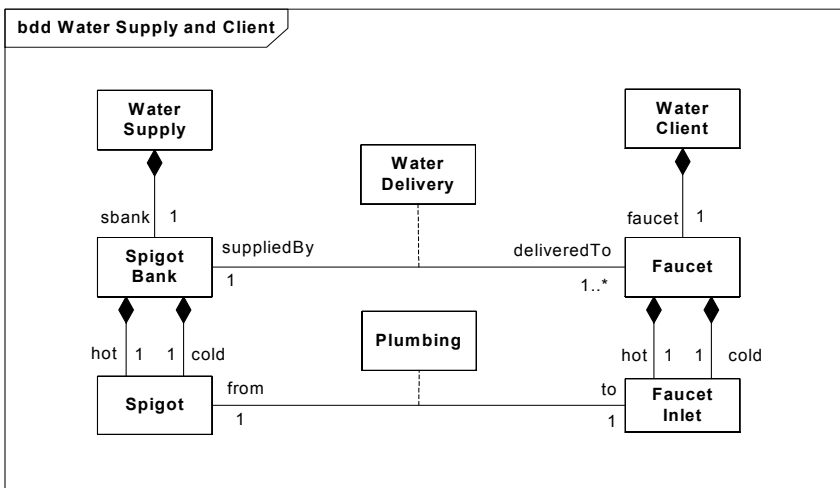 bdd Water Supply and Client
Water
Supply
Water
Client
Water
Delivery
sbank 1
faucet 1
Spigot
Bank
suppliedBy
1
deliveredTo
1..*
Faucet
hot 1 1 cold
Plumbing
hot 1 1 cold
Spigot
from
1
to
1
Faucet
Inlet